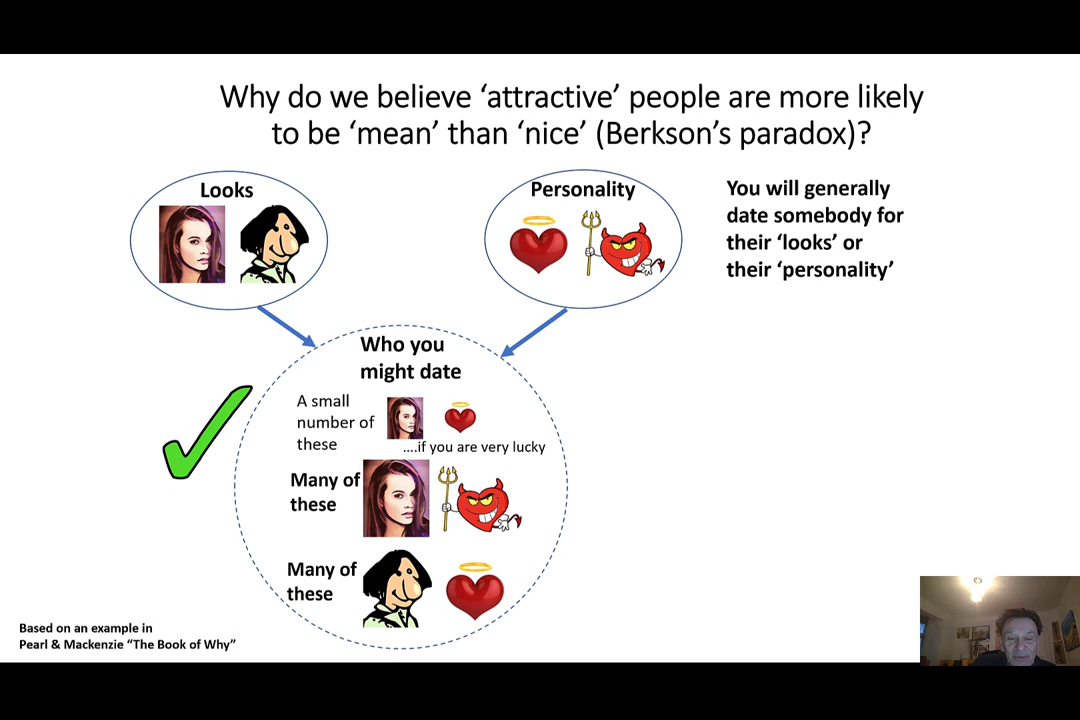 Why do we believe ‘attractive’ people are more likely
to be ‘mean’ than ‘nice’ (Berkson’s paradox)?
Looks
Personality
You will generally
date somebody for
their ‘looks’ or
their ‘personality’
Who you
might date
A small
number of
these
....if you are very lucky
Many of
these
Many of
these
Based on an example in
Pearl & Mackenzie “The Book of Why”